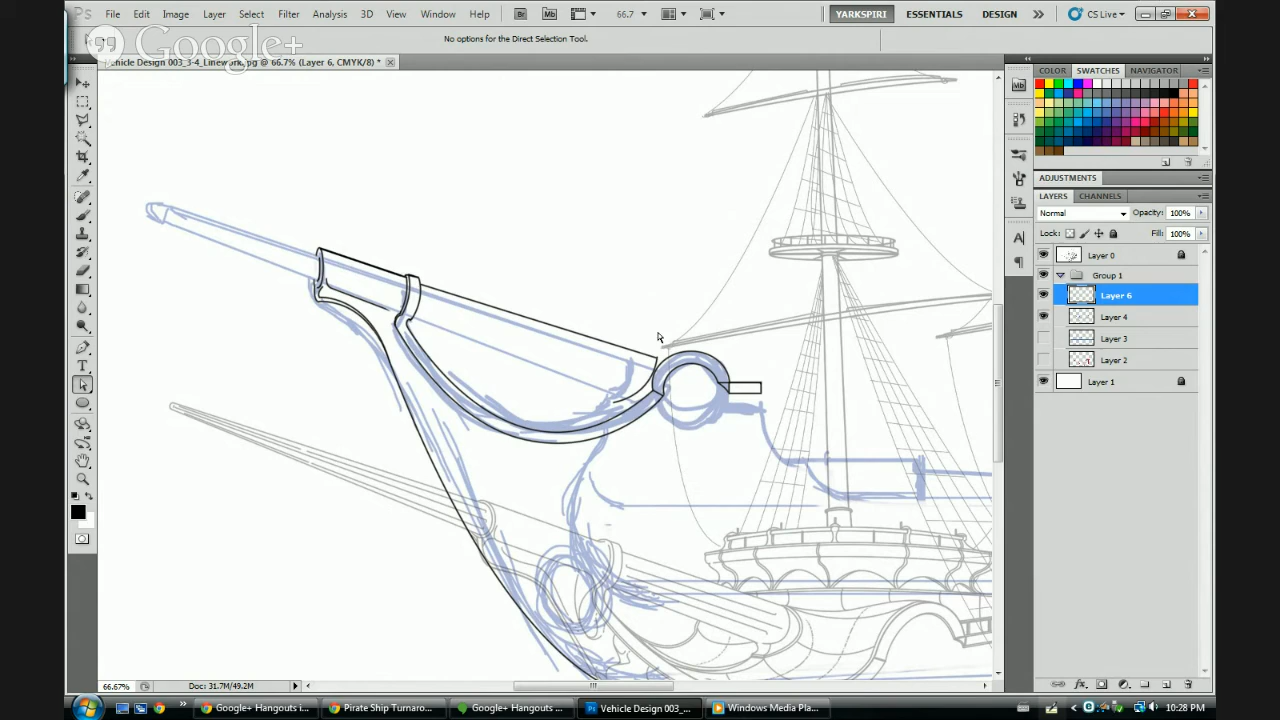 Ps File Edit Image Layer Select Filter Analysis 3D View Window Help Br Mb 66.7 YARKSPIRI ESSENTIALS DESIGN CS Live
Google+
No options for the Direct Selection Tool.
Vehicle Design 003_3-4_Linework.jpg @ 66.7% (Layer 6, CMYK/8) *
COLOR SWATCHES NAVIGATOR
Mb
ADJUSTMENTS
LAYERS CHANNELS
Normal Opacity: 100%
Lock: Fill: 100%
Layer 0
Group 1
Layer 6
Layer 4
Layer 3
Layer 2
Layer 1
66.67% Doc: 31.7M/49.2M
Google+ Hangouts i... Pirate Ship Turnaro... Google+ Hangouts ... Vehicle Design 003_... Windows Media Pla... 10:28 PM